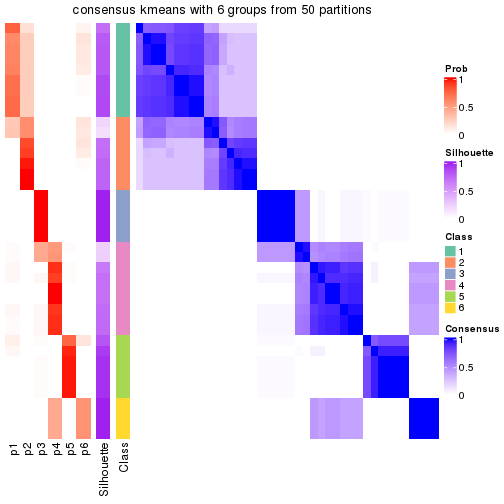 consensus kmeans with 6 groups from 50 partitions
Prob
1
0.5
0
Silhouette
1
0.5
0
Class
1
2
3
4
5
6
Consensus
1
0.5
0
p1
p2
p3
p4
p5
p6
Silhouette
Class